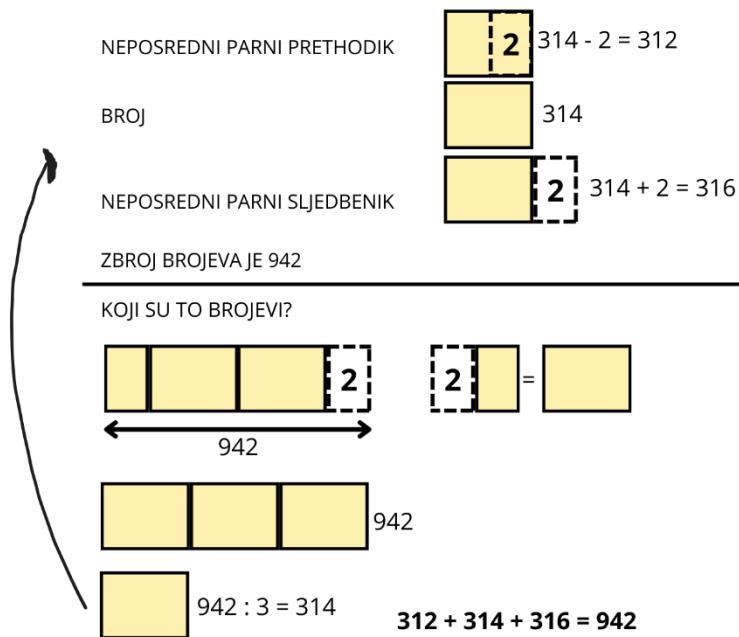 NEPOSREDNI PARNI PRETHODIK
2 314 - 2 = 312
BROJ
314
NEPOSREDNI PARNI SLJEDBENIK
2 314 + 2 = 316
ZBROJ BROJEVA JE 942
KOJI SU TO BROJEVI?
2 2 =
942
942
942 : 3 = 314
312 + 314 + 316 = 942